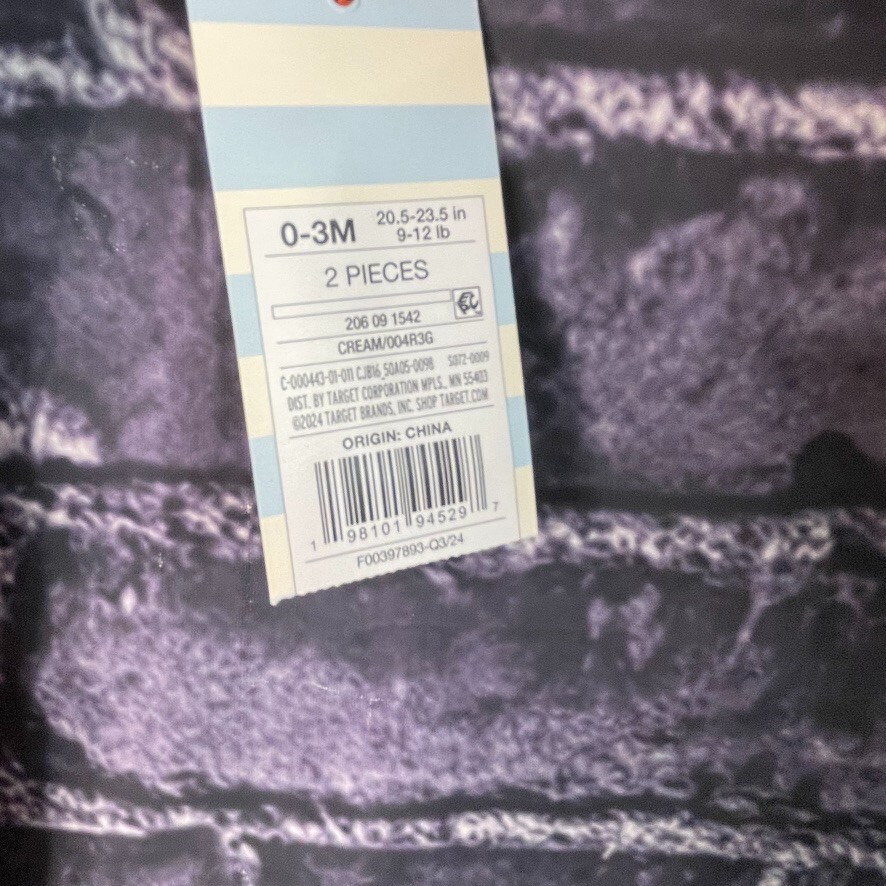 0-3M 20.5-23.5 in
9-12 lb
2 PIECES
206 09 1542
CREAM/004R3G
C-000443-01-011 CJB16_S0A05-0098 S072-0009
DIST. BY TARGET CORPORATION MPLS., MN 55403
©2024 TARGET BRANDS, INC. SHOP TARGET.COM
ORIGIN: CHINA
1 98101 94529 7
F00397893-Q3/24